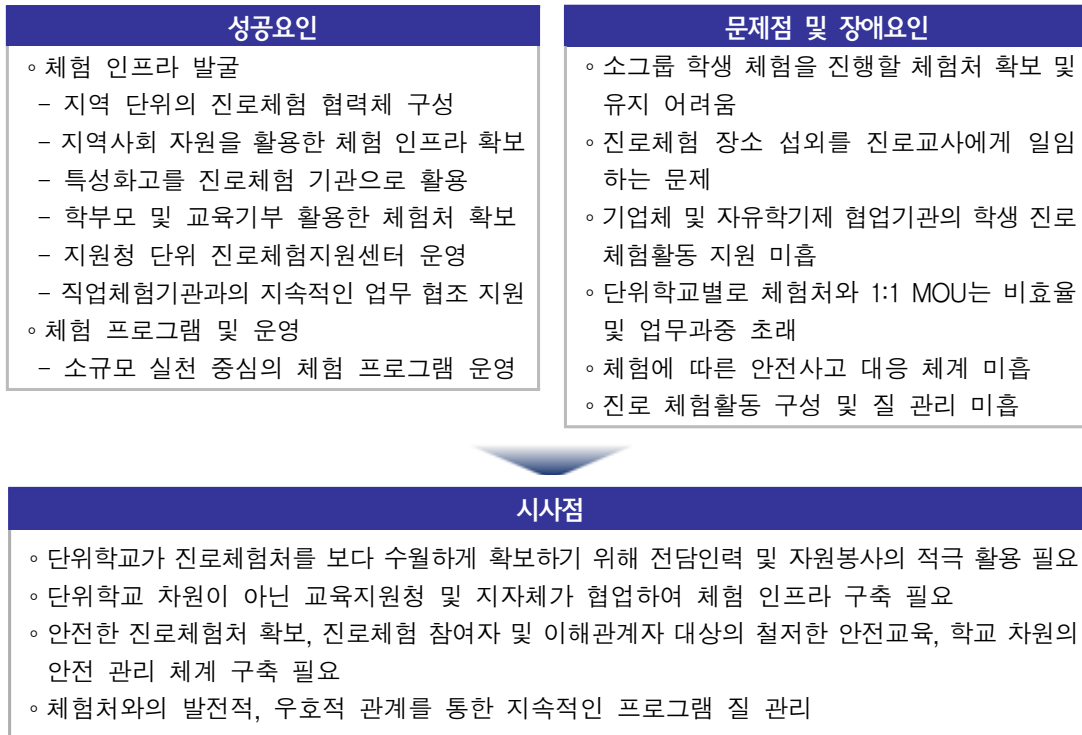 성공요인
◦체험 인프라 발굴
- 지역 단위의 진로체험 협력체 구성
- 지역사회 자원을 활용한 체험 인프라 확보
- 특성화고를 진로체험 기관으로 활용
- 학부모 및 교육기부 활용한 체험처 확보
- 지원청 단위 진로체험지원센터 운영
- 직업체험기관과의 지속적인 업무 협조 지원
◦체험 프로그램 및 운영
- 소규모 실천 중심의 체험 프로그램 운영
문제점 및 장애요인
◦소그룹 학생 체험을 진행할 체험처 확보 및
유지 어려움
◦진로체험 장소 섭외를 진로교사에게 일임
하는 문제
◦기업체 및 자유학기제 협업기관의 학생 진로
체험활동 지원 미흡
◦단위학교별로 체험처와 1:1 MOU는 비효율
및 업무과중 초래
◦체험에 따른 안전사고 대응 체계 미흡
◦진로 체험활동 구성 및 질 관리 미흡
시사점
◦단위학교가 진로체험처를 보다 수월하게 확보하기 위해 전담인력 및 자원봉사의 적극 활용 필요
◦단위학교 차원이 아닌 교육지원청 및 지자체가 협업하여 체험 인프라 구축 필요
◦안전한 진로체험처 확보, 진로체험 참여자 및 이해관계자 대상의 철저한 안전교육, 학교 차원의
안전 관리 체계 구축 필요
◦체험처와의 발전적, 우호적 관계를 통한 지속적인 프로그램 질 관리